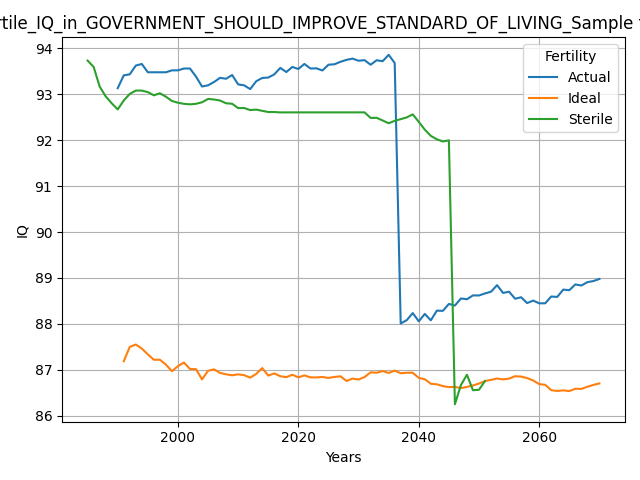 rtile_IQ_in_GOVERNMENT_SHOULD_IMPROVE_STANDARD_OF_LIVING_Sample
Fertility
Actual
Ideal
Sterile
94
93
92
91
90
89
88
87
86
IQ
2000 2020 2040 2060
Years